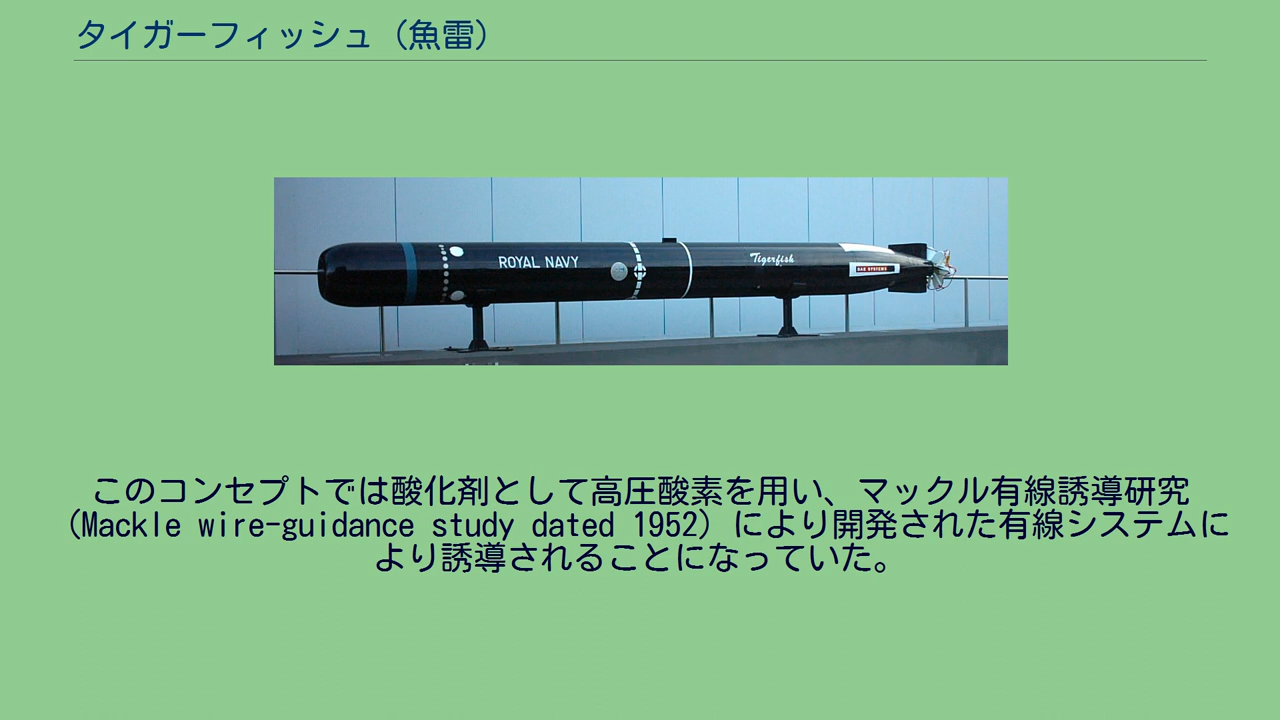 タイガーフィッシュ（魚雷）
ROYAL NAVY
Tigerfish
BAE SYSTEMS
このコンセプトでは酸化剤として高圧酸素を用い、マックル有線誘導研究
(Mackle wire-guidance study dated 1952) により開発された有線システムに
より誘導されることになっていた。